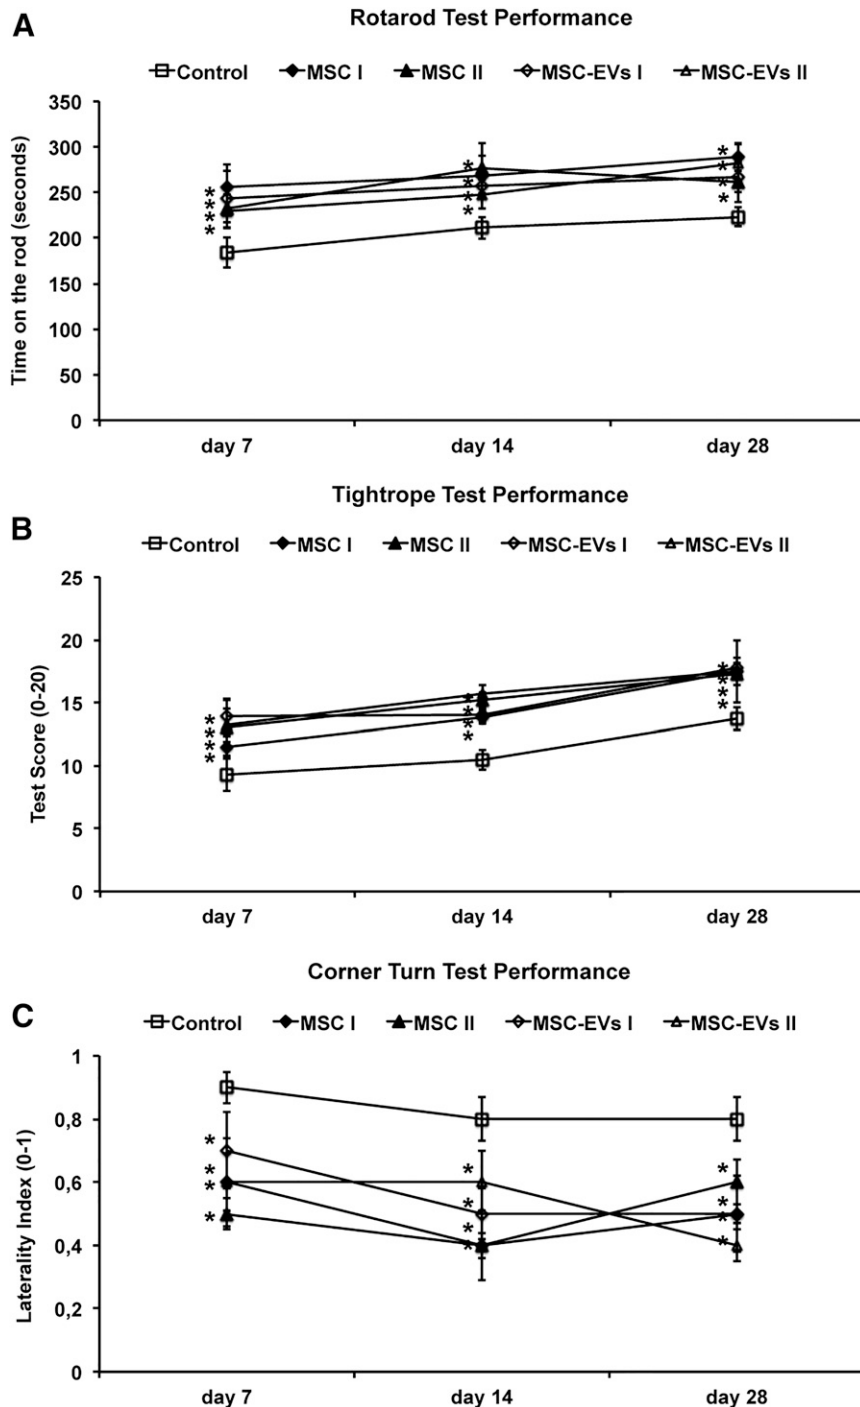 A
Rotarod Test Performance
Control MSC I MSC II MSC-EVs I MSC-EVs II
Time on the rod (seconds)
350
300
250
200
150
100
50
0
* * * *
* * * *
* * * *
day 7 day 14 day 28
Tightrope Test Performance
B
Control MSC I MSC II MSC-EVs I MSC-EVs II
Test Score (0-20)
25
20
15
10
5
0
* * * *
* * * *
* * * *
day 7 day 14 day 28
Corner Turn Test Performance
C
Control MSC I MSC II MSC-EVs I MSC-EVs II
Laterality Index (0-1)
1
0,8
0,6
0,4
0,2
0
* * * *
* * * *
* * * *
day 7 day 14 day 28